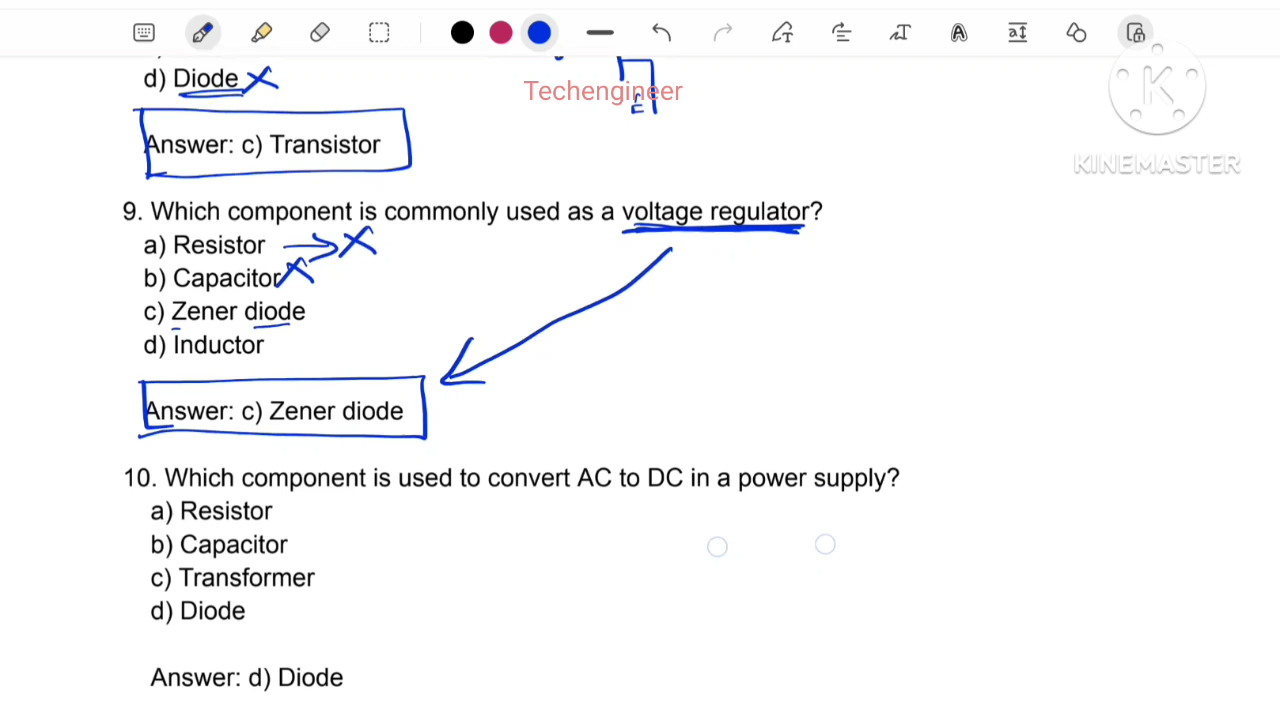 d) Diode
Techengineer
E
Answer: c) Transistor
K
KINEMASTER
9. Which component is commonly used as a voltage regulator?
a) Resistor
b) Capacitor
c) Zener diode
d) Inductor
Answer: c) Zener diode
10. Which component is used to convert AC to DC in a power supply?
a) Resistor
b) Capacitor
c) Transformer
d) Diode
Answer: d) Diode